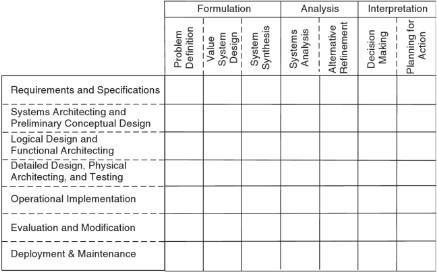 Formulation Analysis Interpretation
Problem Definition
Value System Design
System Synthesis
Systems Analysis
Alternative Refinement
Decision Making
Planning for Action
Requirements and Specifications
Systems Architecting and
Preliminary Conceptual Design
Logical Design and
Functional Architecting
Detailed Design, Physical
Architecting, and Testing
Operational Implementation
Evaluation and Modification
Deployment & Maintenance